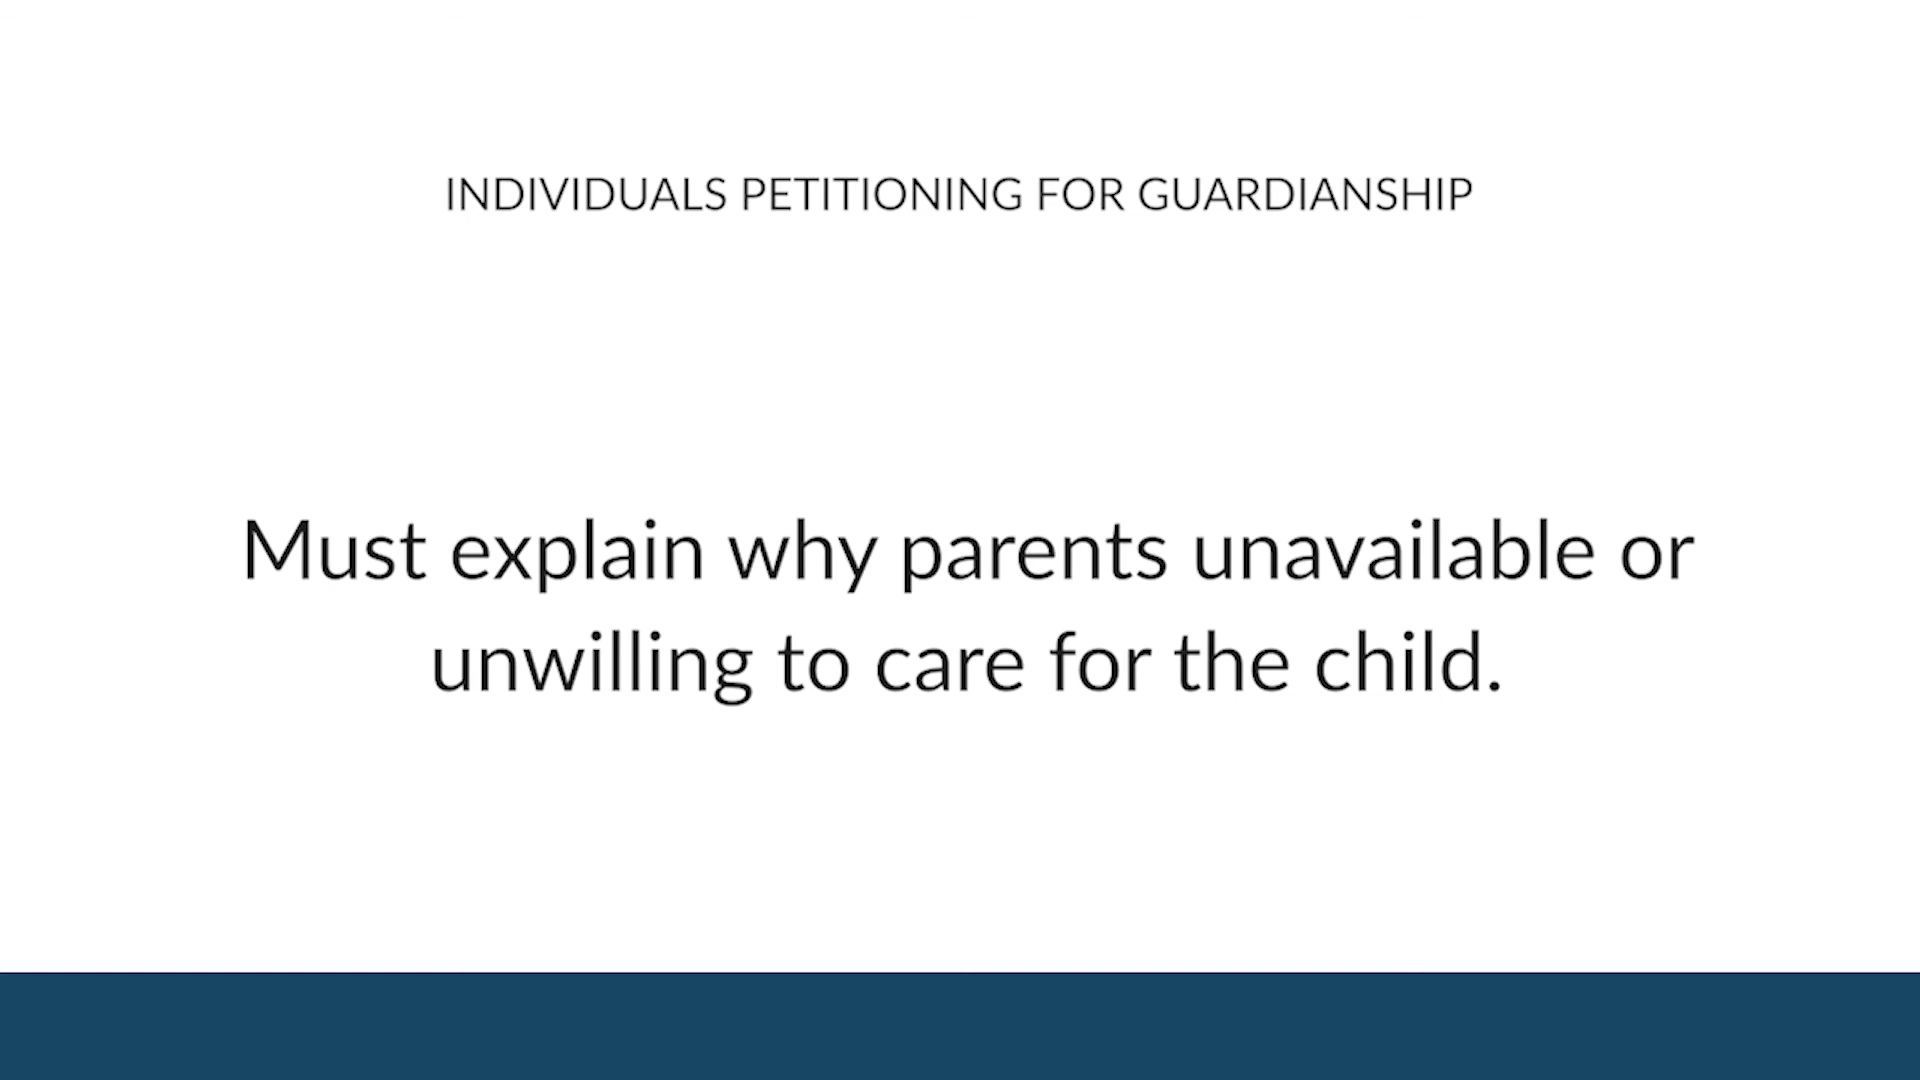 INDIVIDUALS PETITIONING FOR GUARDIANSHIP
Must explain why parents unavailable or
unwilling to care for the child.